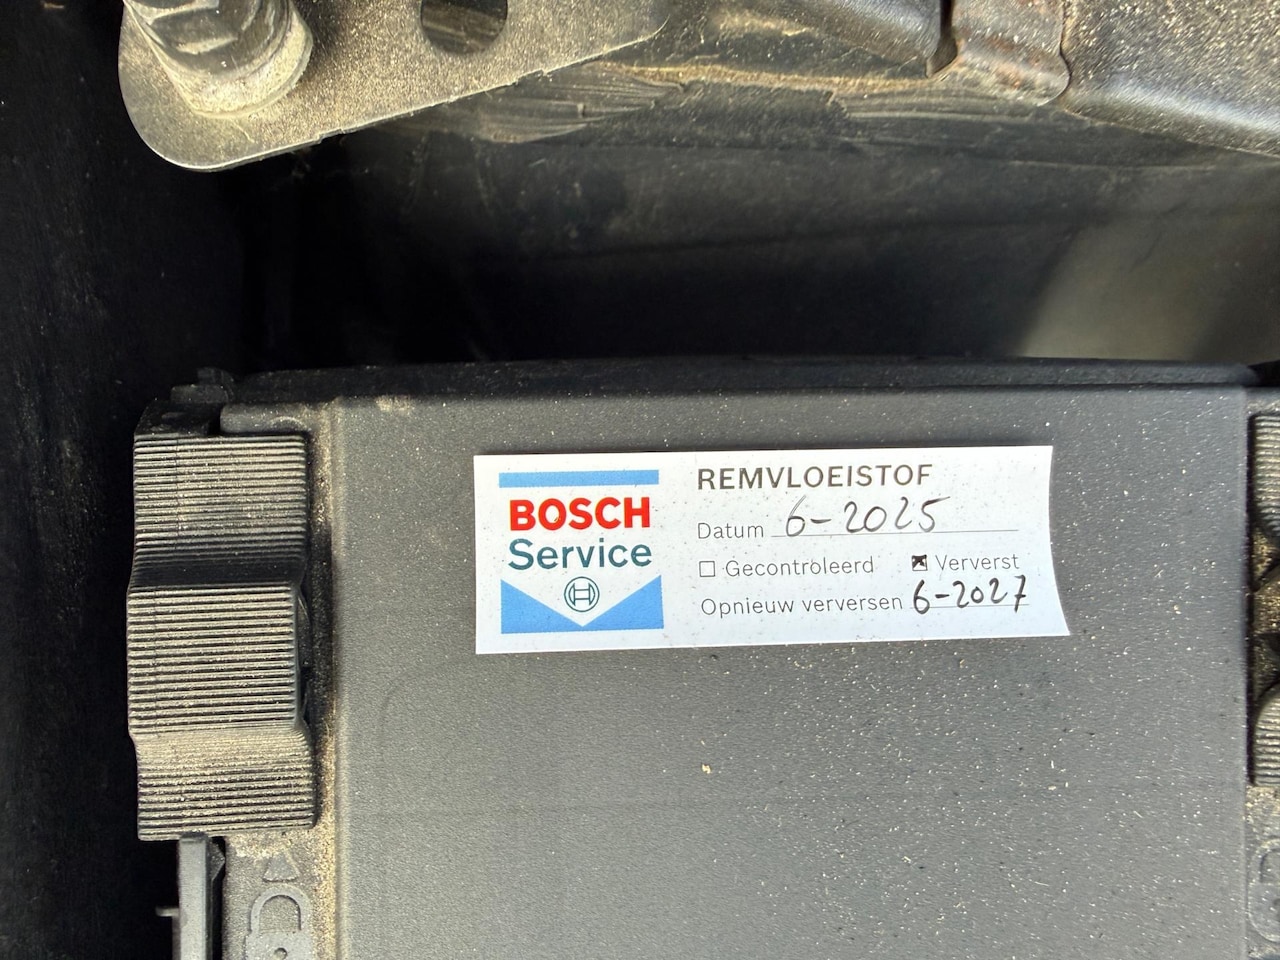 BOSCH
Service
REMVLOEISTOF
Datum 6-2025
Gecontroleerd Ververst
Opnieuw verversen 6-2027